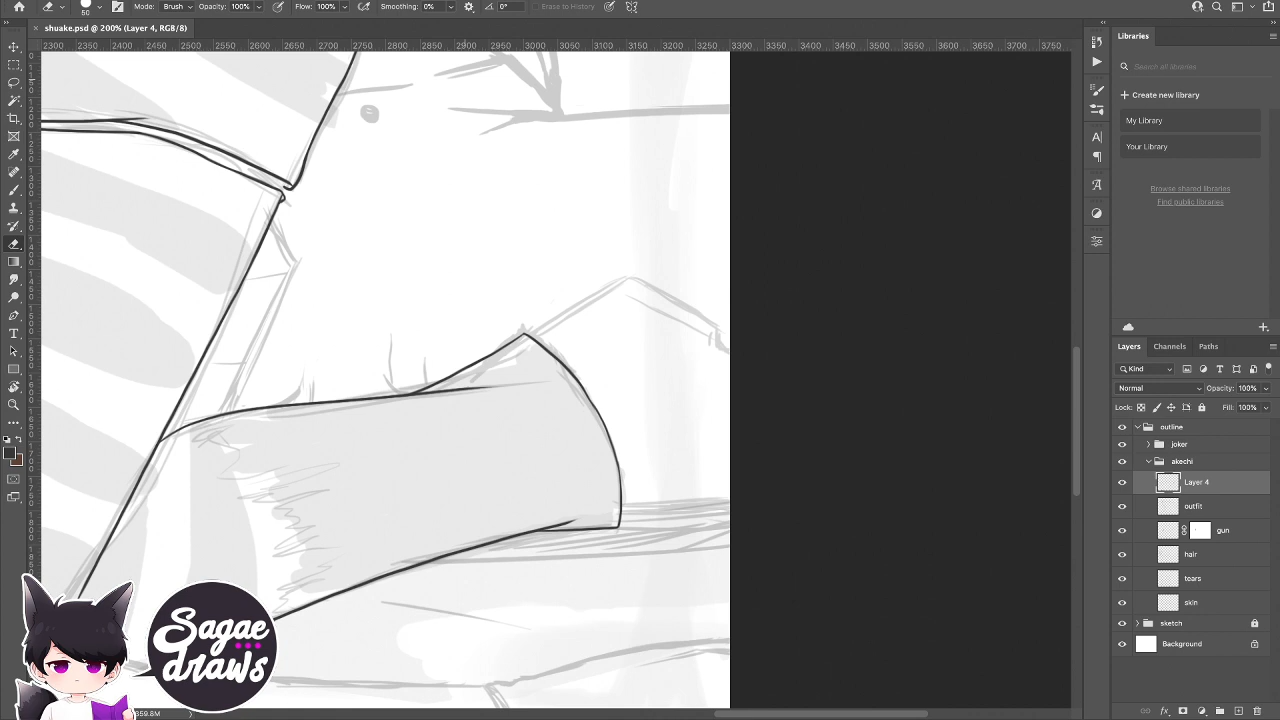 50 Mode: Brush Opacity: 100% Flow: 100% Smoothing: 0% 0° Erase to History
× shuake.psd @ 200% (Layer 4, RGB/8)
2300 2350 2400 2450 2500 2550 2600 2650 2700 2750 2800 2850 2900 2950 3000 3050 3100 3150 3200 3250 3300 3350 3400 3450 3500 3550 3600 3650 3700 3750
Libraries
Search all libraries
Create new library
My Library
Your Library
Browse shared libraries
Find public libraries
Layers Channels Paths
Kind
Normal Opacity: 100%
Lock: Fill: 100%
outline
joker
akechi
Layer 4
outfit
gun
hair
tears
skin
sketch
Background
Sagae
draws
359.8M